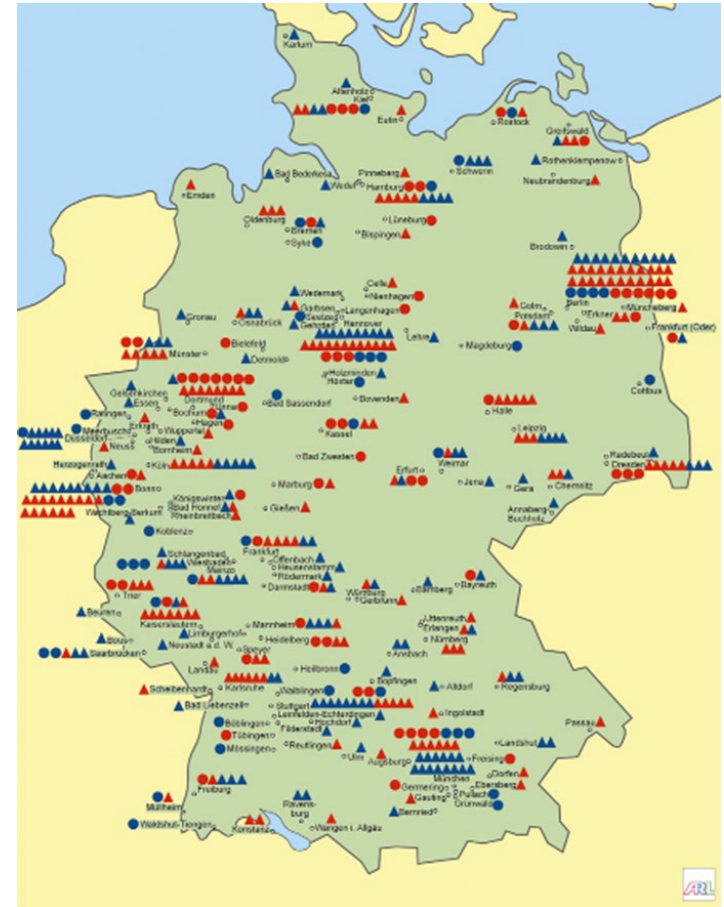 Karlum
Altenholz
Kiel
Eutin
Rostock
Greifswald
Bad Bederkesa
Pinneberg
Schwerin
Rothenklempenow
Wedel
Hamburg
Neubrandenburg
Emden
Oldenburg
Bremen
Lüneburg
Syke
Bispingen
Brodowin
Celle
Wedemark
Nienhagen
Berlin
Garbsen
Golm
Müncheberg
Gronau
Seelze
Langenhagen
Potsdam
Erkner
Osnabrück
Gehrden
Hannover
Wildau
Frankfurt (Oder)
Lehre
Münster
Bielefeld
Magdeburg
Detmold
Holzminden
Höxter
Cottbus
Gelsenkirchen
Essen
Dortmund
Unna
Bad Sassendorf
Bovenden
Halle
Ratingen
Bochum
Hagen
Meerbusch
Erkrath
Wuppertal
Kassel
Leipzig
Düsseldorf
Hilden
Neuss
Bornheim
Radebeul
Herzogenrath
Köln
Bad Zwesten
Erfurt
Weimar
Dresden
Aachen
Marburg
Jena
Gera
Chemnitz
Bonn
Königswinter
Bad Honnef
Rheinbreitbach
Gießen
Annaberg
Buchholz
Wachtberg-Berkum
Koblenz
Frankfurt
Schlangenbad
Offenbach
Wiesbaden
Heusenstamm
Mainz
Rödermark
Darmstadt
Würzburg
Bamberg
Bayreuth
Trier
Gerbrunn
Beuren
Kaiserslautern
Mannheim
Uttenreuth
Limburgerhof
Erlangen
Bous
Neustadt a.d. W.
Heidelberg
Nürnberg
Saarbrücken
Speyer
Ansbach
Landau
Heilbronn
Bopfingen
Scheibenhardt
Karlsruhe
Waiblingen
Altdorf
Regensburg
Bad Liebenzell
Stuttgart
Leinfelden-Echterdingen
Ingolstadt
Böblingen
Hochdorf
Passau
Tübingen
Filderstadt
Mössingen
Reutlingen
Landshut
Ulm
Augsburg
Freising
München
Dorfen
Freiburg
Germering
Ebersberg
Gauting
Pullach
Müllheim
Ravens-
burg
Grünwald
Bernried
Waldshut-Tiengen
Konstanz
Wangen i. Allgäu
ARL